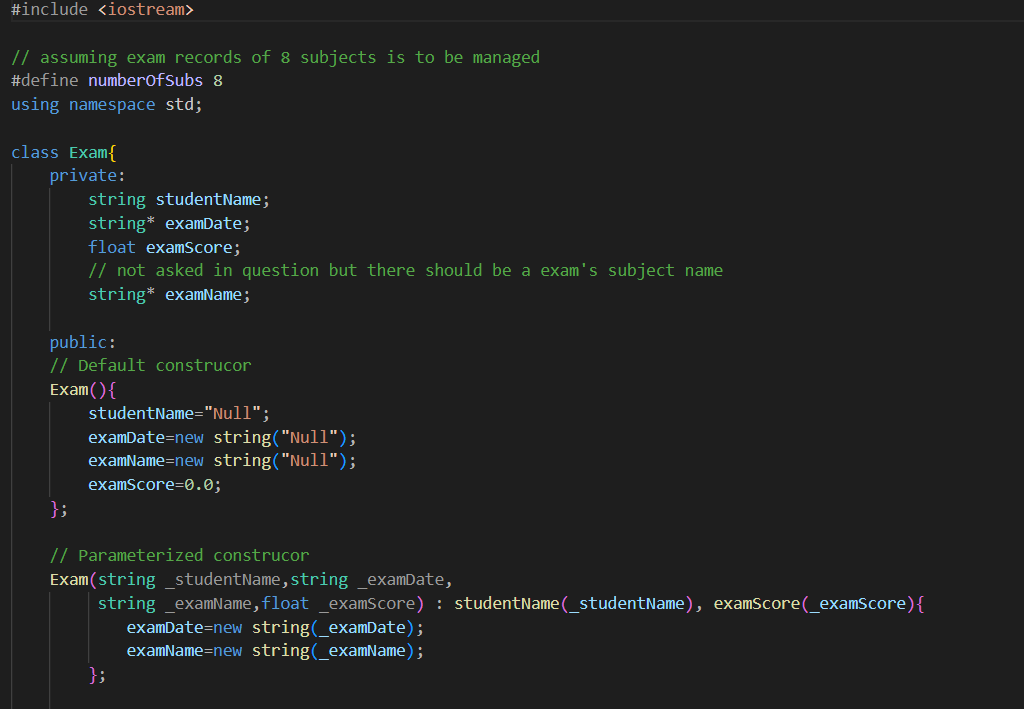 #include <iostream>
// assuming exam records of 8 subjects is to be managed
#define numberOfSubs 8
using namespace std;
class Exam{
private:
string studentName;
string* examDate;
float examScore;
// not asked in question but there should be a exam's subject name
string* examName;
public:
// Default construcor
Exam(){
studentName="Null";
examDate=new string("Null");
examName=new string("Null");
examScore=0.0;
};
// Parameterized construcor
Exam(string _studentName,string _examDate,
string _examName,float _examScore) : studentName(_studentName), examScore(_examScore){
examDate=new string(_examDate);
examName=new string(_examName);
};